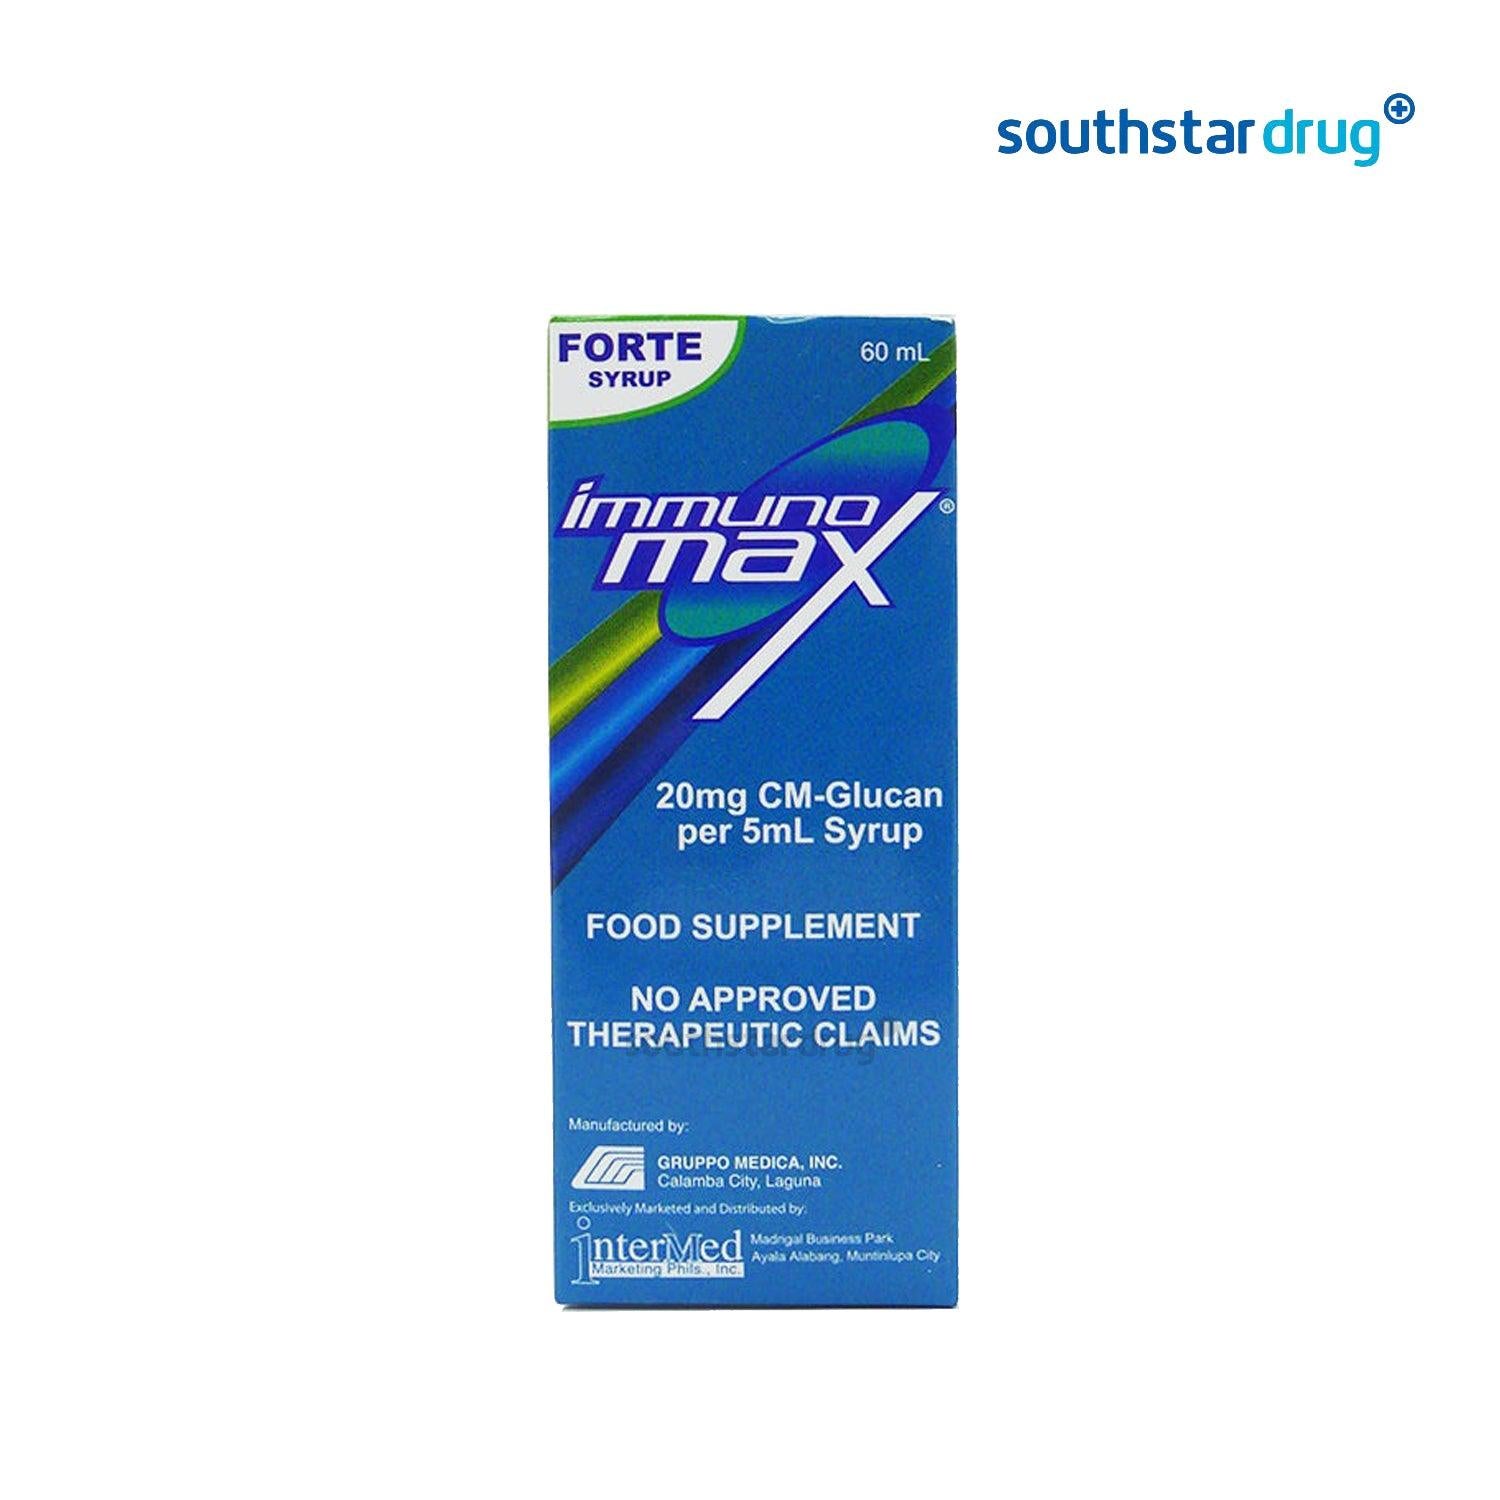 southstardrug
FORTE
SYRUP
60 mL
immuno
max®
20mg CM-Glucan
per 5mL Syrup
FOOD SUPPLEMENT
NO APPROVED
THERAPEUTIC CLAIMS
southstardrug
Manufactured by:
GRUPPO MEDICA, INC.
Calamba City, Laguna
Exclusively Marketed and Distributed by:
interMed
Marketing Phils., Inc.
Madrigal Business Park
Ayala Alabang, Muntinlupa City